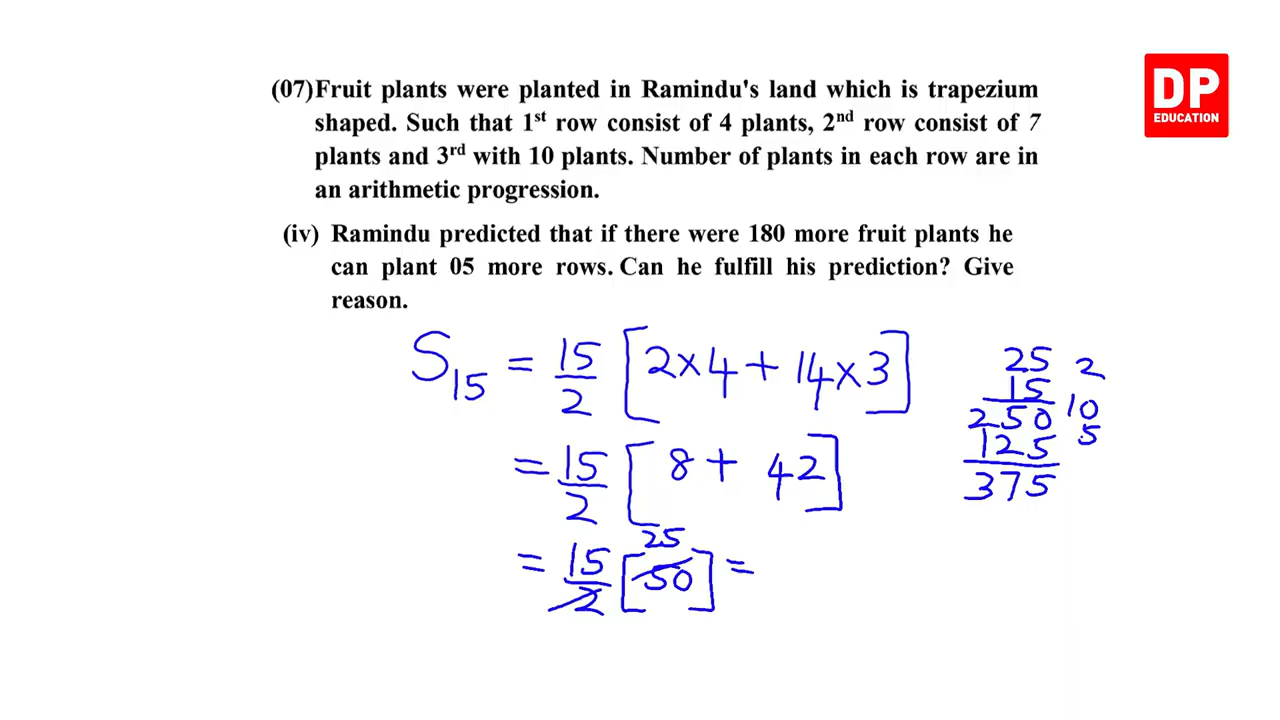 DP
EDUCATION
(07)Fruit plants were planted in Ramindu's land which is trapezium
shaped. Such that 1st row consist of 4 plants, 2nd row consist of 7
plants and 3rd with 10 plants. Number of plants in each row are in
an arithmetic progression.
(iv) Ramindu predicted that if there were 180 more fruit plants he
can plant 05 more rows. Can he fulfill his prediction? Give
reason.
S15 = 15/2 [2×4 + 14×3]
= 15/2 [8 + 42]
= 15/2 [50] =
25
25 2
15
250 10
125 5
375